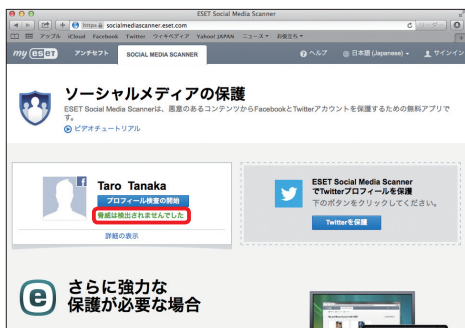 ESET Social Media Scanner
https socialmediascanner.eset.com
アップル iCloud Facebook Twitter ウィキペディア Yahoo! JAPAN ニュース お役立ち
my eset アンチセフト SOCIAL MEDIA SCANNER ヘルプ 日本語 (Japanese) サインイン
ソーシャルメディアの保護
ESET Social Media Scannerは、悪意のあるコンテンツからFacebookとTwitterアカウントを保護するための無料アプリで
す。
ビデオチュートリアル
Taro Tanaka
プロフィール検査の開始
脅威は検出されませんでした
詳細の表示
ESET Social Media Scanner
でTwitterプロフィールを保護
下のボタンをクリックしてください。
Twitterを保護
さらに強力な
保護が必要な場合